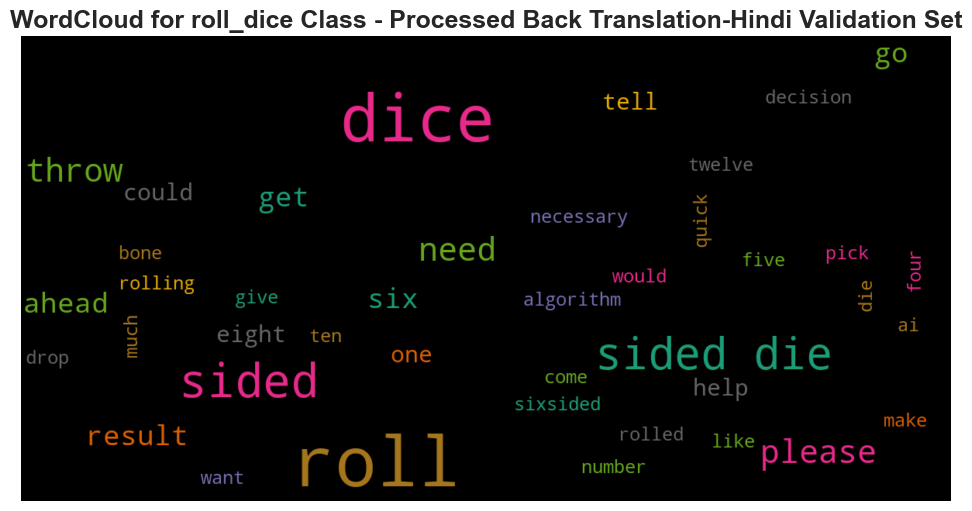 WordCloud for roll_dice Class - Processed Back Translation-Hindi Validation Set
go
dice
tell
decision
throw
could
get
twelve
necessary
quick
need
bone
rolling
five
pick
four
would
ahead
give
six
algorithm
die
much
eight
ten
ai
drop
one
sided die
sided
come
help
sixsided
result
make
rolled
like
please
roll
number
want